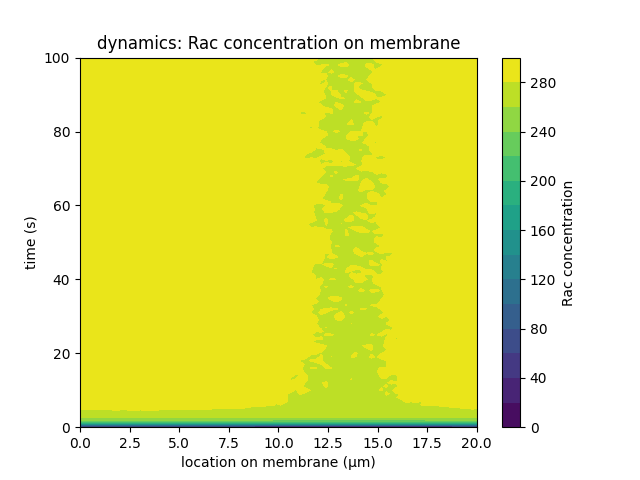 dynamics: Rac concentration on membrane
100
80
60
40
20
0
time (s)
0.0 2.5 5.0 7.5 10.0 12.5 15.0 17.5 20.0
location on membrane (μm)
280
240
200
160
120
80
40
0
Rac concentration